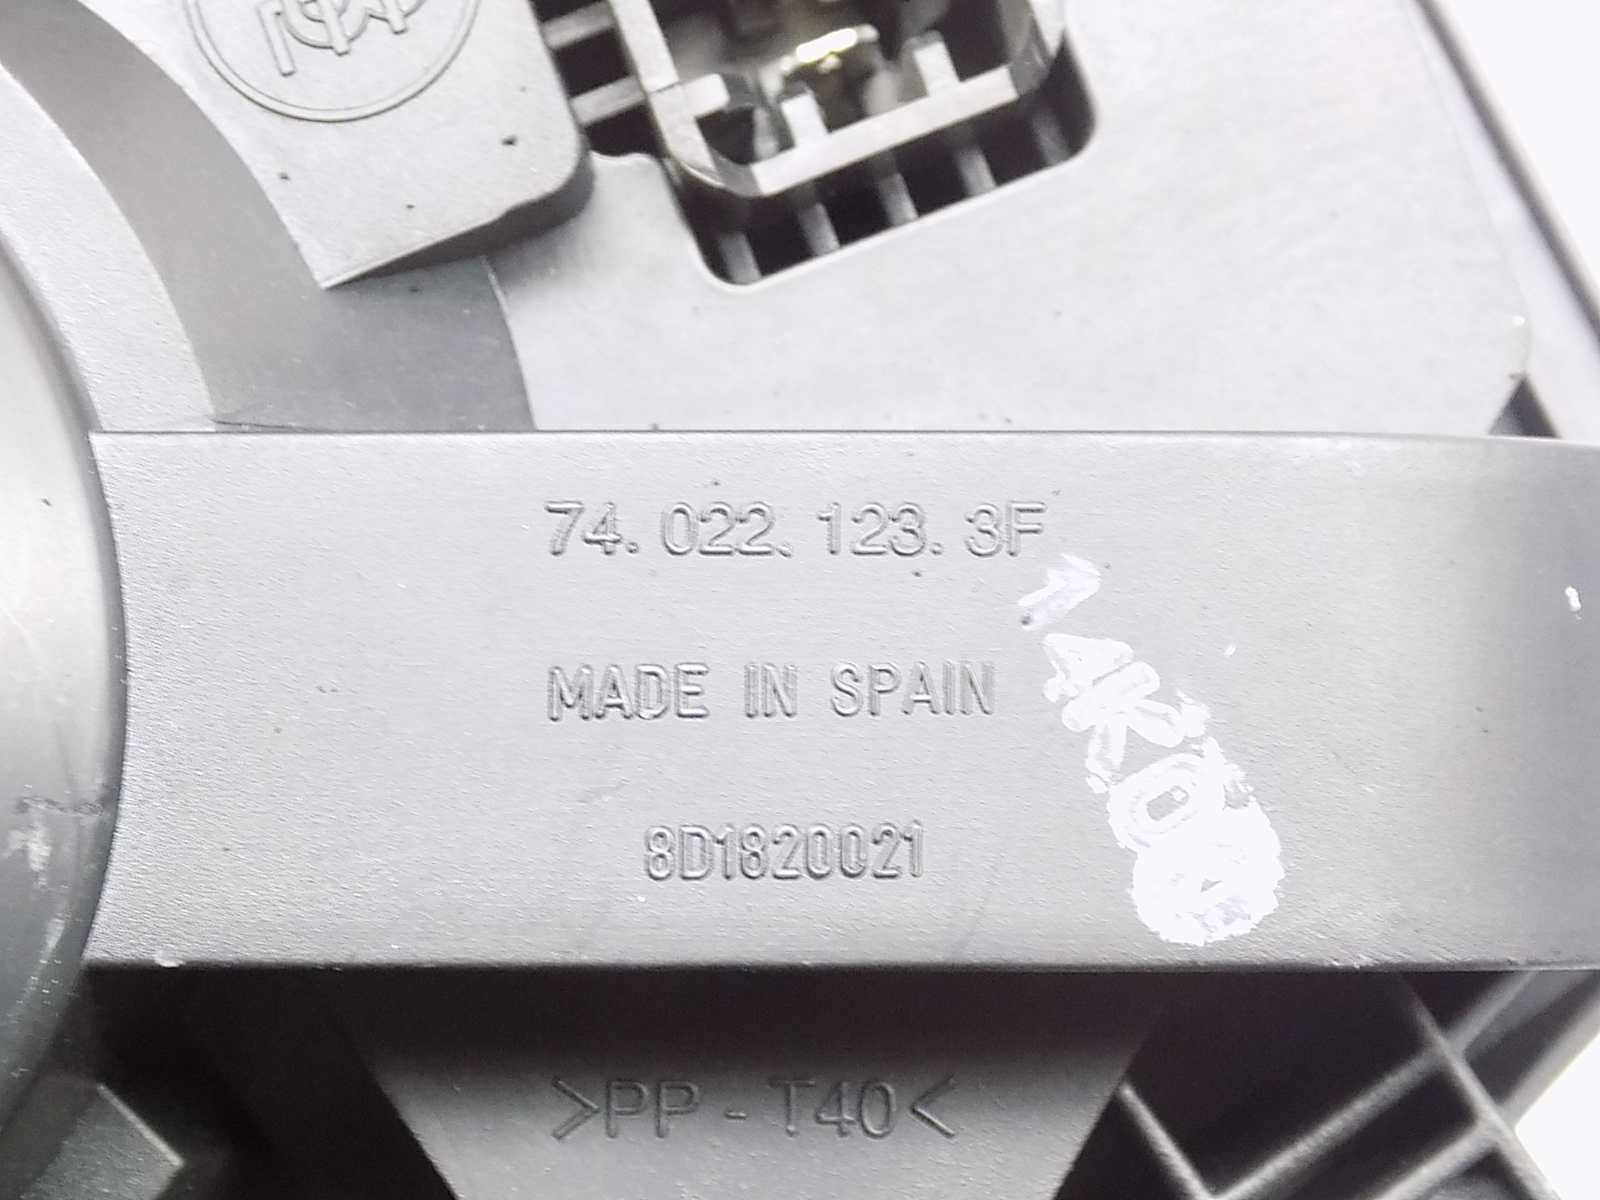 74.022.123.3F
MADE IN SPAIN
8D1820021
>PP-T40<